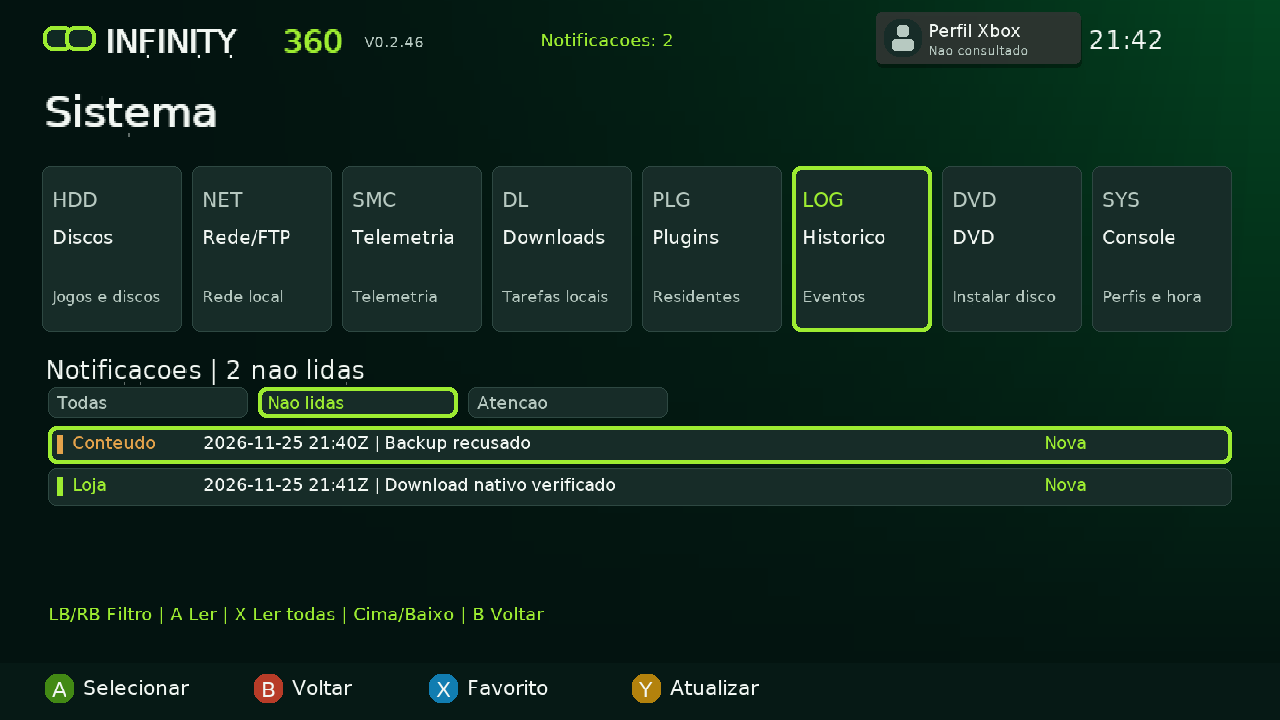 INFINITY 360 V0.2.46 Notificacoes: 2 Perfil Xbox 21:42
Nao consultado
Sistema
HDD NET SMC DL PLG LOG DVD SYS
Discos Rede/FTP Telemetria Downloads Plugins Historico DVD Console
Jogos e discos Rede local Telemetria Tarefas locais Residentes Eventos Instalar disco Perfis e hora
Notificacoes | 2 nao lidas
Todas Nao lidas Atencao
Conteudo 2026-11-25 21:40Z | Backup recusado Nova
Loja 2026-11-25 21:41Z | Download nativo verificado Nova
LB/RB Filtro | A Ler | X Ler todas | Cima/Baixo | B Voltar
A Selecionar B Voltar X Favorito Y Atualizar